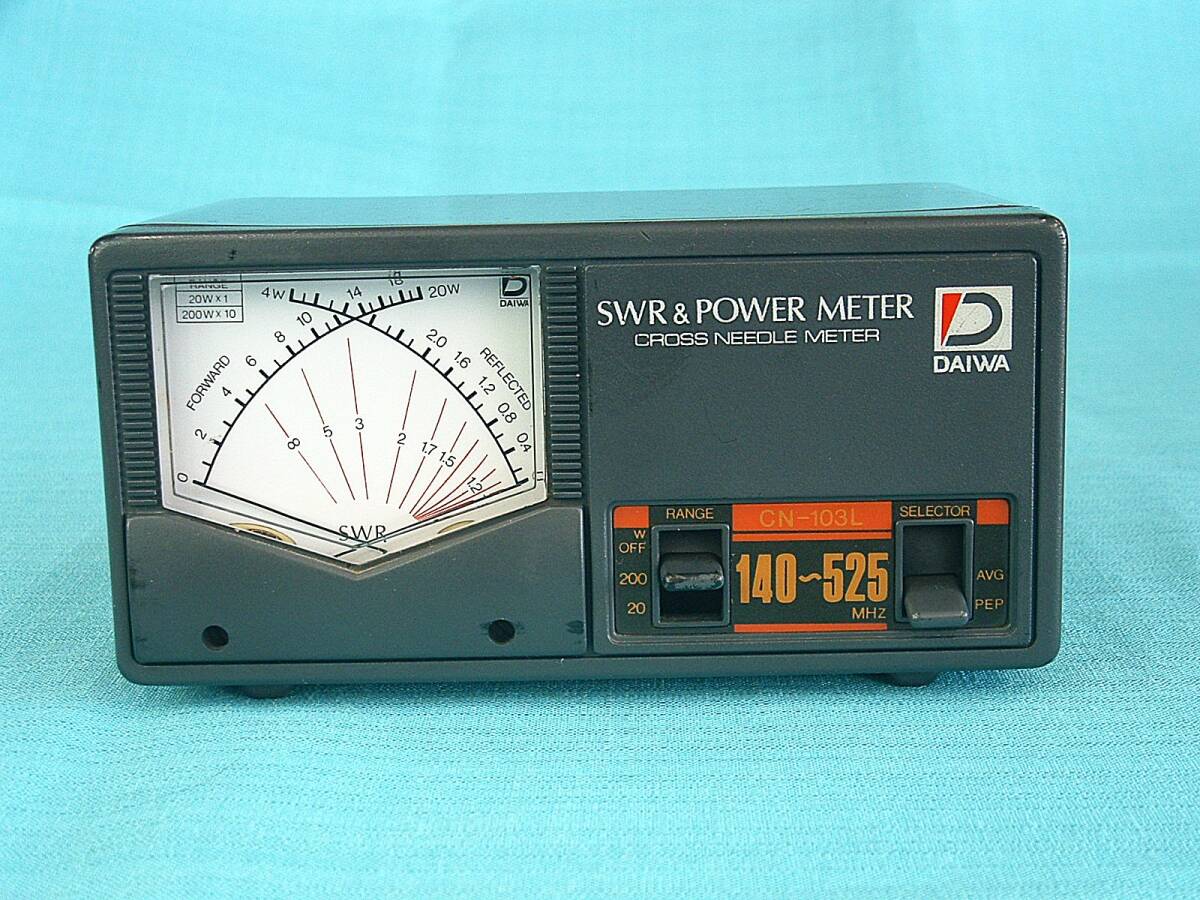 RANGE
20W X 1
200W X 10
4W
20W
DAIWA
FORWARD
0 2 4 6 8 10 14 18
REFLECTED
2.0 1.6 1.2 0.8 0.4
8 5 3 2 1.7 1.5 1.2
SWR
SWR & POWER METER
CROSS NEEDLE METER
DAIWA
RANGE
W
OFF
200
20
CN-103L
140~525
MHZ
SELECTOR
AVG
PEP